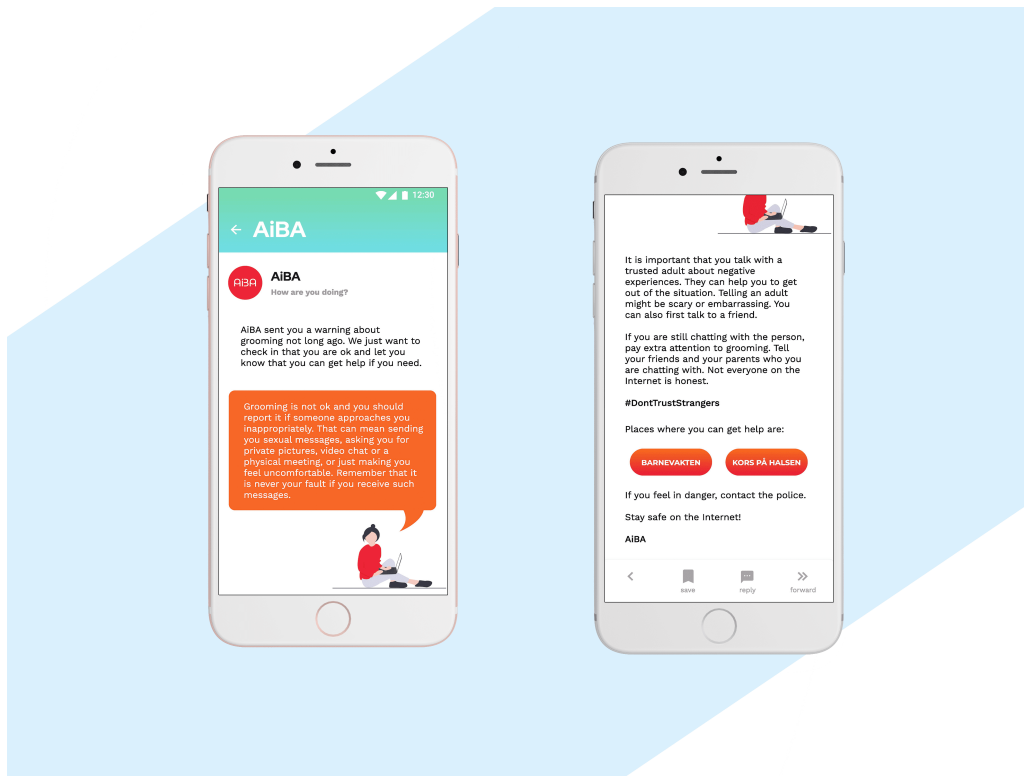 12:30
AiBA
AiBA
AiBA
How are you doing?
AiBA sent you a warning about
grooming not long ago. We just want to
check in that you are ok and let you
know that you can get help if you need.
Grooming is not ok and you should
report it if someone approaches you
inappropriately. That can mean sending
you sexual messages, asking you for
private pictures, video chat or a
physical meeting, or just making you
feel uncomfortable. Remember that it
is never your fault if you receive such
messages.
It is important that you talk with a
trusted adult about negative
experiences. They can help you to get
out of the situation. Telling an adult
might be scary or embarrassing. You
can also first talk to a friend.
If you are still chatting with the person,
pay extra attention to grooming. Tell
your friends and your parents who you
are chatting with. Not everyone on the
Internet is honest.
#DontTrustStrangers
Places where you can get help are:
BARNEVAKTEN KORS PÅ HALSEN
If you feel in danger, contact the police.
Stay safe on the Internet!
AiBA
save reply forward